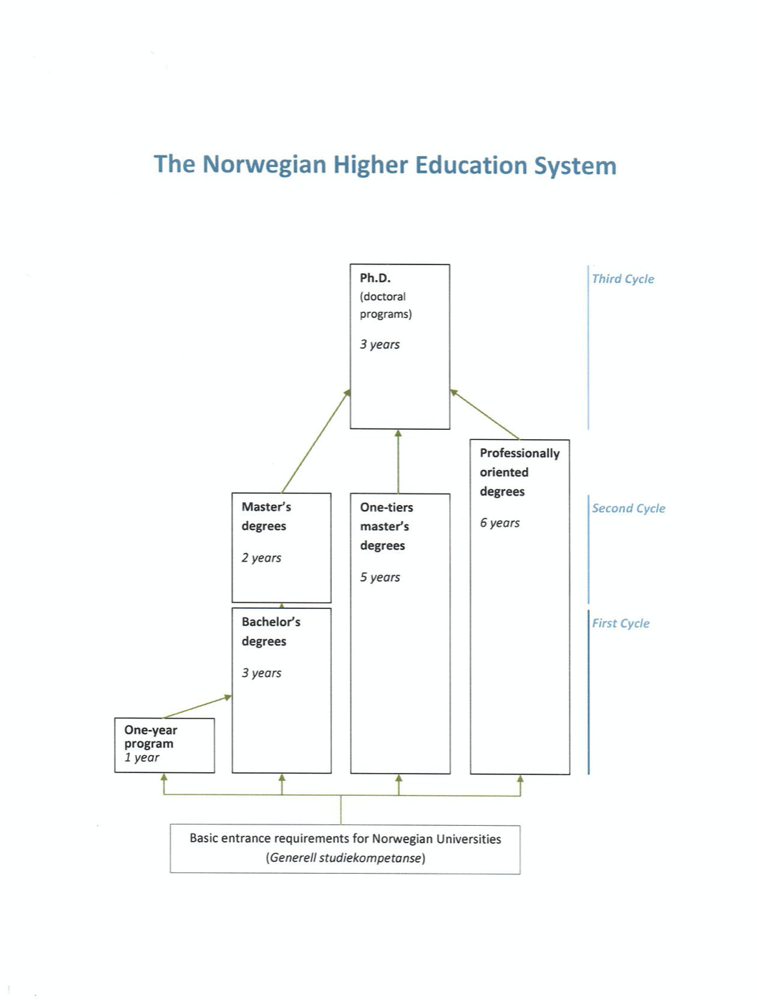 The Norwegian Higher Education System
Ph.D.
(doctoral
programs)
3 years
Third Cycle
Professionally
oriented
degrees
6 years
Master's
degrees
2 years
One-tiers
master's
degrees
5 years
Second Cycle
Bachelor's
degrees
3 years
First Cycle
One-year
program
1 year
Basic entrance requirements for Norwegian Universities
(Generell studiekompetanse)